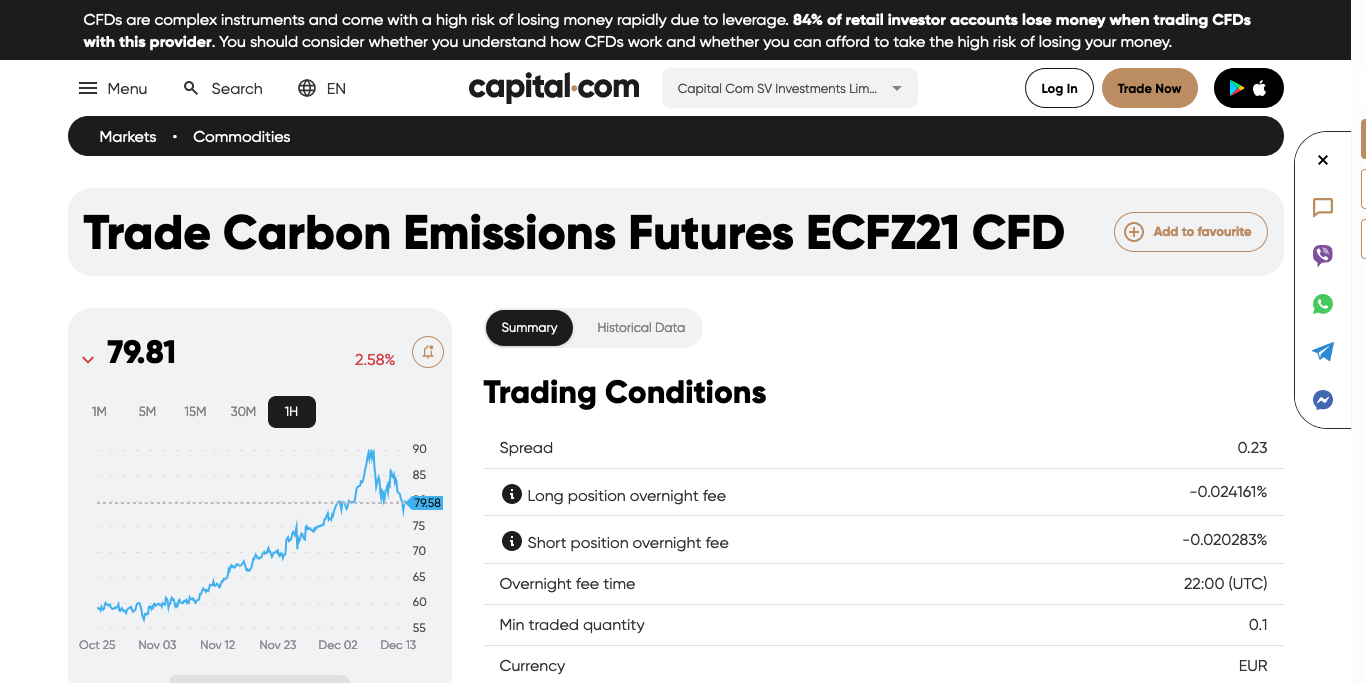 CFDs are complex instruments and come with a high risk of losing money rapidly due to leverage. 84% of retail investor accounts lose money when trading CFDs
with this provider. You should consider whether you understand how CFDs work and whether you can afford to take the high risk of losing your money.
Menu Search EN capital.com Capital Com SV Investments Lim... Log In Trade Now
Markets • Commodities
Trade Carbon Emissions Futures ECFZ21 CFD Add to favourite
79.81 2.58%
1M 5M 15M 30M 1H
90
85
79.58
75
70
65
60
55
Oct 25 Nov 03 Nov 12 Nov 23 Dec 02 Dec 13
Summary Historical Data
Trading Conditions
Spread 0.23
Long position overnight fee -0.024161%
Short position overnight fee -0.020283%
Overnight fee time 22:00 (UTC)
Min traded quantity 0.1
Currency EUR